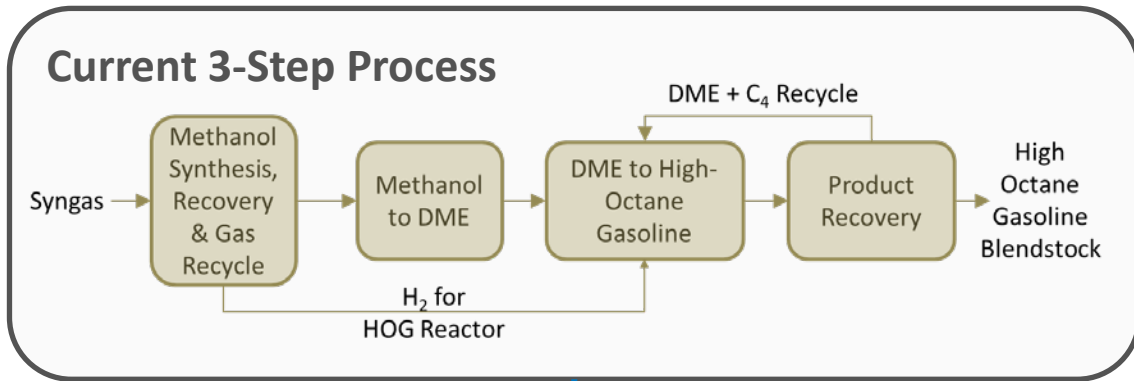 Current 3-Step Process
Syngas
Methanol
Synthesis,
Recovery
& Gas
Recycle
Methanol
to DME
DME + C₄ Recycle
DME to High-
Octane
Gasoline
H₂ for
HOG Reactor
Product
Recovery
High
Octane
Gasoline
Blendstock